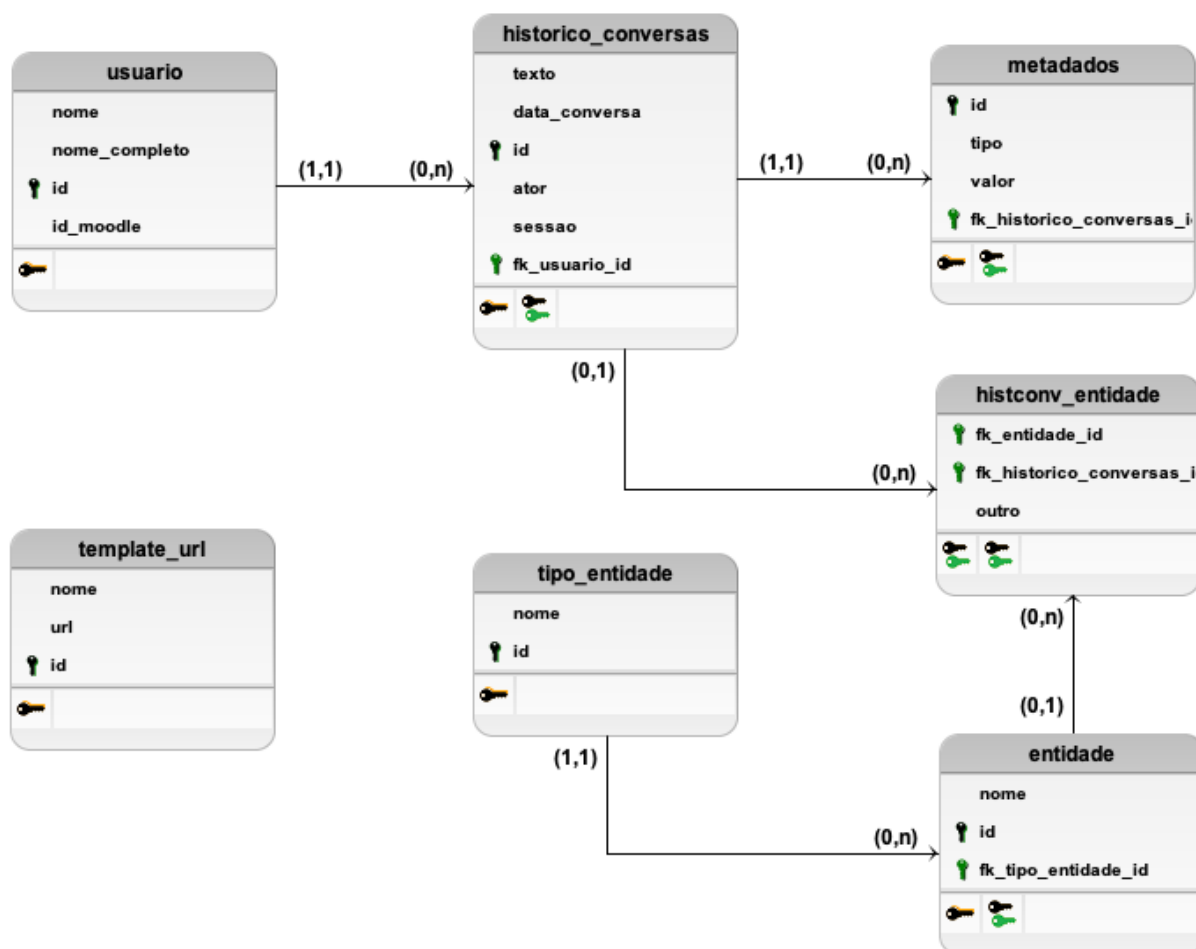 usuario
nome
nome_completo
id
id_moodle
(1,1)
(0,n)
historico_conversas
texto
data_conversa
id
ator
sessao
fk_usuario_id
(1,1)
(0,n)
metadados
id
tipo
valor
fk_historico_conversas_i
(0,1)
(0,n)
histconv_entidade
fk_entidade_id
fk_historico_conversas_i
outro
template_url
nome
url
id
tipo_entidade
nome
id
(1,1)
(0,n)
(0,n)
(0,1)
entidade
nome
id
fk_tipo_entidade_id